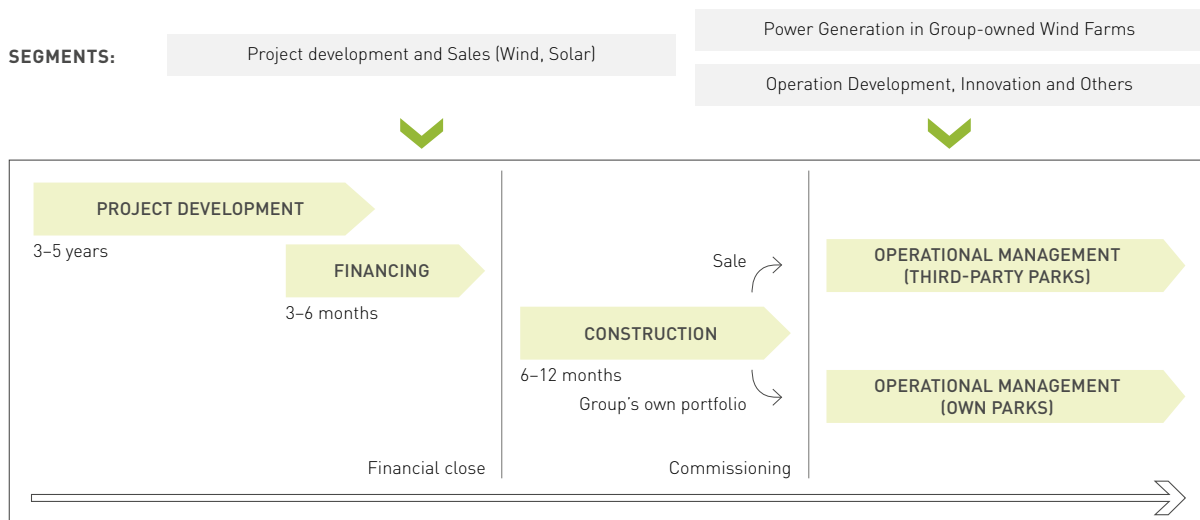 SEGMENTS:
Project development and Sales (Wind, Solar)
Power Generation in Group-owned Wind Farms
Operation Development, Innovation and Others
PROJECT DEVELOPMENT
3–5 years
FINANCING
3–6 months
Financial close
CONSTRUCTION
6–12 months
Sale
Group's own portfolio
Commissioning
OPERATIONAL MANAGEMENT
(THIRD-PARTY PARKS)
OPERATIONAL MANAGEMENT
(OWN PARKS)